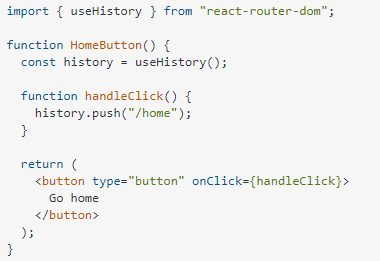 import { useHistory } from "react-router-dom";

function HomeButton() {
  const history = useHistory();

  function handleClick() {
    history.push("/home");
  }

  return (
    <button type="button" onClick={handleClick}>
      Go home
    </button>
  );
}